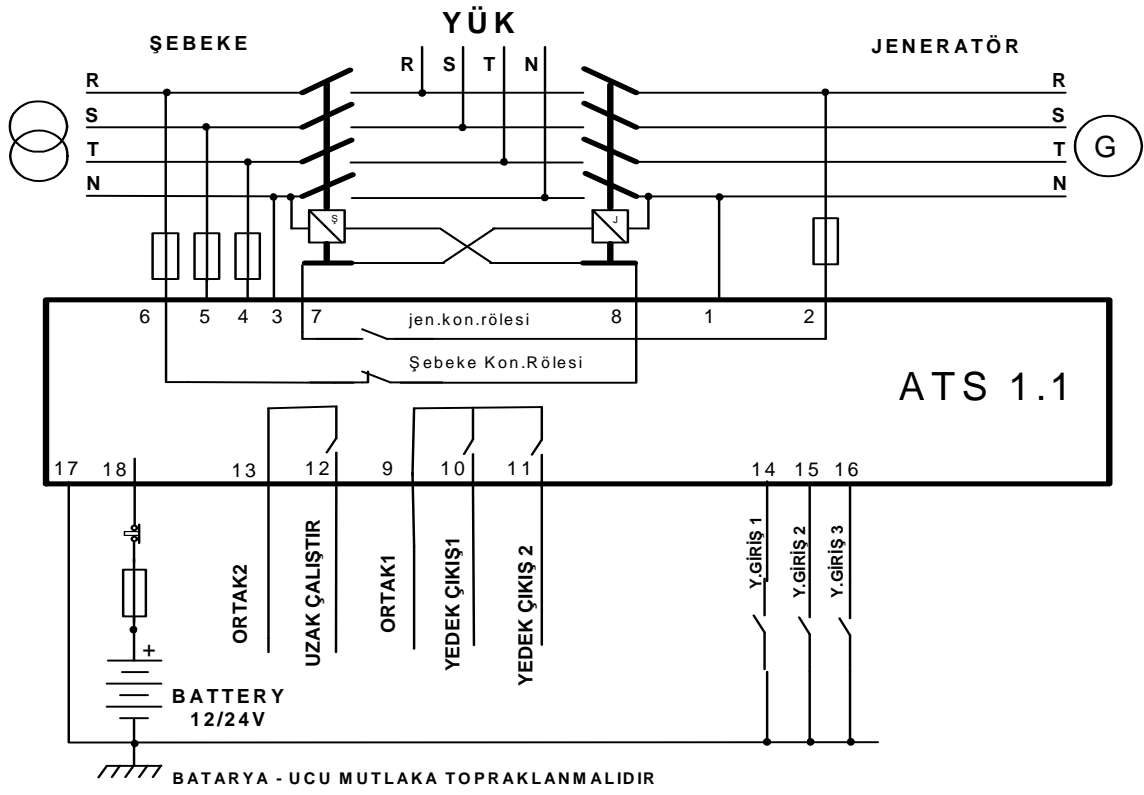 ŞEBEKE
YÜK
JENERATÖR
R S T N
R
S
T
N
R
S
T
N
G
Ş
J
6 5 4 3 7 8 1 2
jen.kon.rölesi
Şebeke Kon.Rölesi
ATS 1.1
17 18 13 12 9 10 11 14 15 16
ORTAK2
UZAK ÇALIŞTIR
ORTAK1
YEDEK ÇIKIŞ1
YEDEK ÇIKIŞ 2
Y.GİRİŞ 1
Y.GİRİŞ 2
Y.GİRİŞ 3
+
BATTERY
12/24V
BATARYA - UCU MUTLAKA TOPRAKLANMALIDIR